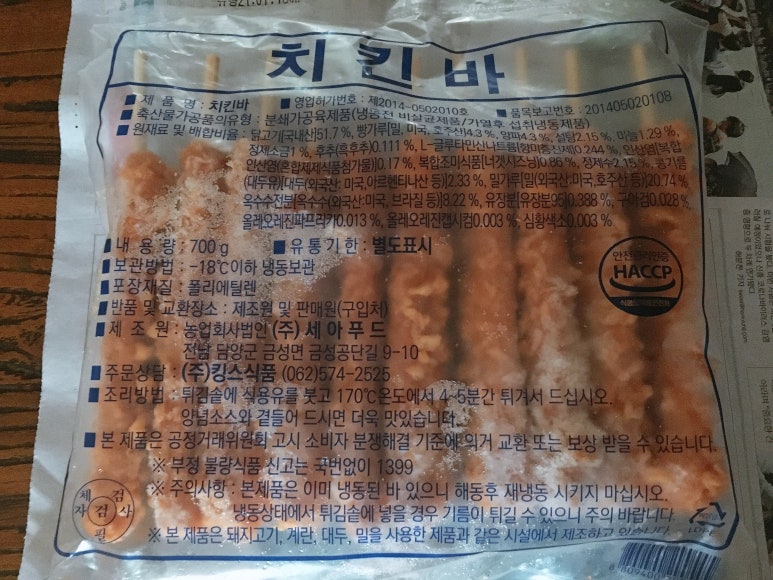 치킨바
■ 제 품 명 : 치킨바 ■ 영업허가번호 : 제2014-0502010호 ■ 품목보고번호 : 201405020108
■ 축산물가공품의유형 : 분쇄가공육제품(냉동전 비살균제품/가열후 섭취냉동제품)
■ 원재료 및 배합비율 : 닭고기(국내산)51.7 %, 빵가루(밀, 미국, 호주산)4.3 %, 양파4.3 %, 설탕2.15 %, 마늘1.29 %,
정제소금1 %, 후추(흑후추)0.111 %, L-글루타민산나트륨(향미증진제)0.244 %, 인산염[복합
인산염(혼합제제식품첨가물)]0.17 %, 복합조미식품[너겟시즈닝]0.86 %, 정제수2.15 %, 콩기름
(대두유)[대두(외국산: 미국,아르헨티나산 등)]2.33 %, 밀가루[밀(외국산:미국,호주산 등)]20.74 %
옥수수전분[옥수수(외국산: 미국, 브라질 등)]8.22 %, 유장분[유장분95]0.388 %, 구아검0.028 %
올레오레진파프리카0.013 %, 올레오레진캡시컴0.003 %, 심황색소0.003 %
■ 내 용 량 : 700 g ■ 유 통 기 한 : 별도표시
■ 보관방법 : -18℃이하 냉동보관
■ 포장재질 : 폴리에틸렌
■ 반품 및 교환장소 : 제조원 및 판매원(구입처)
■ 제 조 원 : 농업회사법인 (주)세아푸드
전남 담양군 금성면 금성공단길 9-10
■ 주문상담 : (주)킹스식품 (062)574-2525
■ 조리방법 : 튀김솥에 식용유를 붓고 170℃온도에서 4-5분간 튀겨서 드십시오.
양념소스와 곁들어 드시면 더욱 맛있습니다.
■ 본 제품은 공정거래위원회 고시 소비자 분쟁해결 기준에 의거 교환 또는 보상 받을 수 있습니다.
※ 부정 불량식품 신고는 국번없이 1399
※ 주의사항 : 본제품은 이미 냉동된 바 있으니 해동후 재냉동 시키지 마십시오.
냉동상태에서 튀김솥에 넣을 경우 기름이 튈 수 있으니 주의 바랍니다.
※ 본 제품은 돼지고기, 계란, 대두, 밀을 사용한 제품과 같은 시설에서 제조하고 있습니다.
안전관리인증
HACCP
자체검사필
검